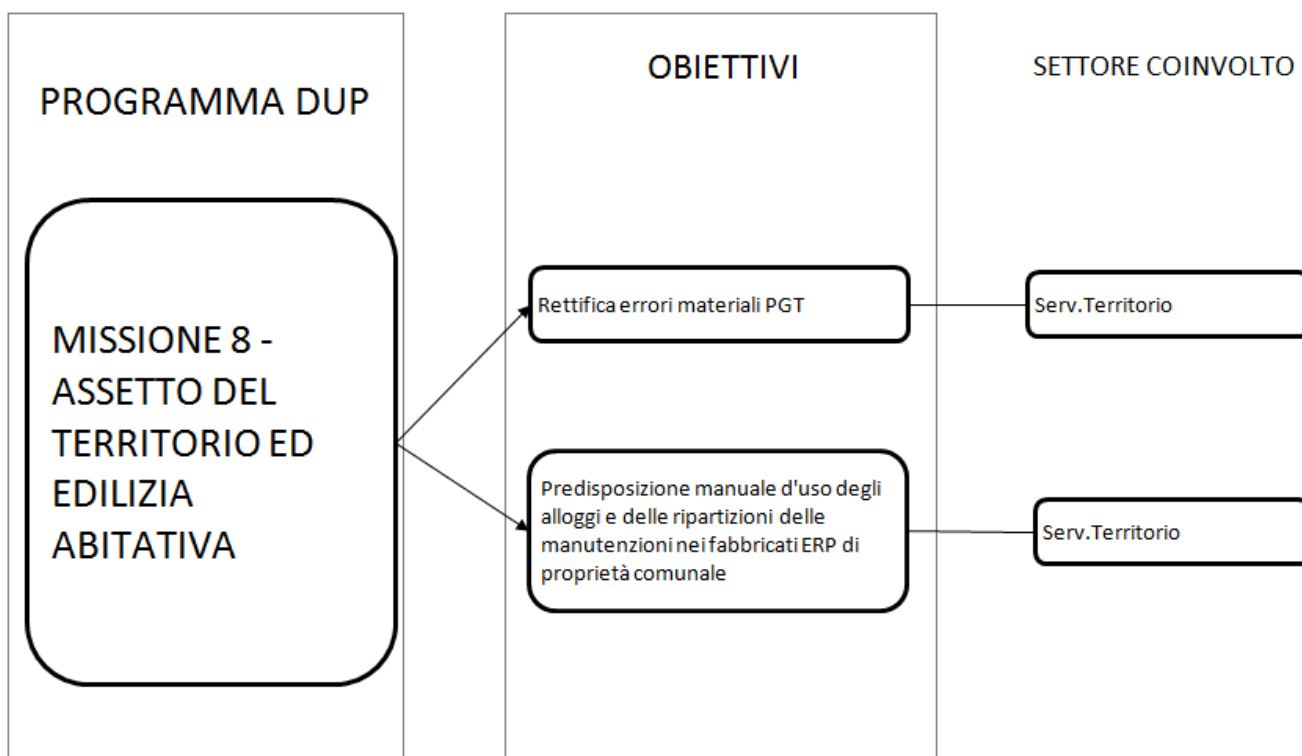 PROGRAMMA DUP
MISSIONE 8 -
ASSETTO DEL
TERRITORIO ED
EDILIZIA
ABITATIVA
OBIETTIVI
Rettifica errori materiali PGT
Predisposizione manuale d'uso degli
alloggi e delle ripartizioni delle
manutenzioni nei fabbricati ERP di
proprietà comunale
SETTORE COINVOLTO
Serv.Territorio
Serv.Territorio